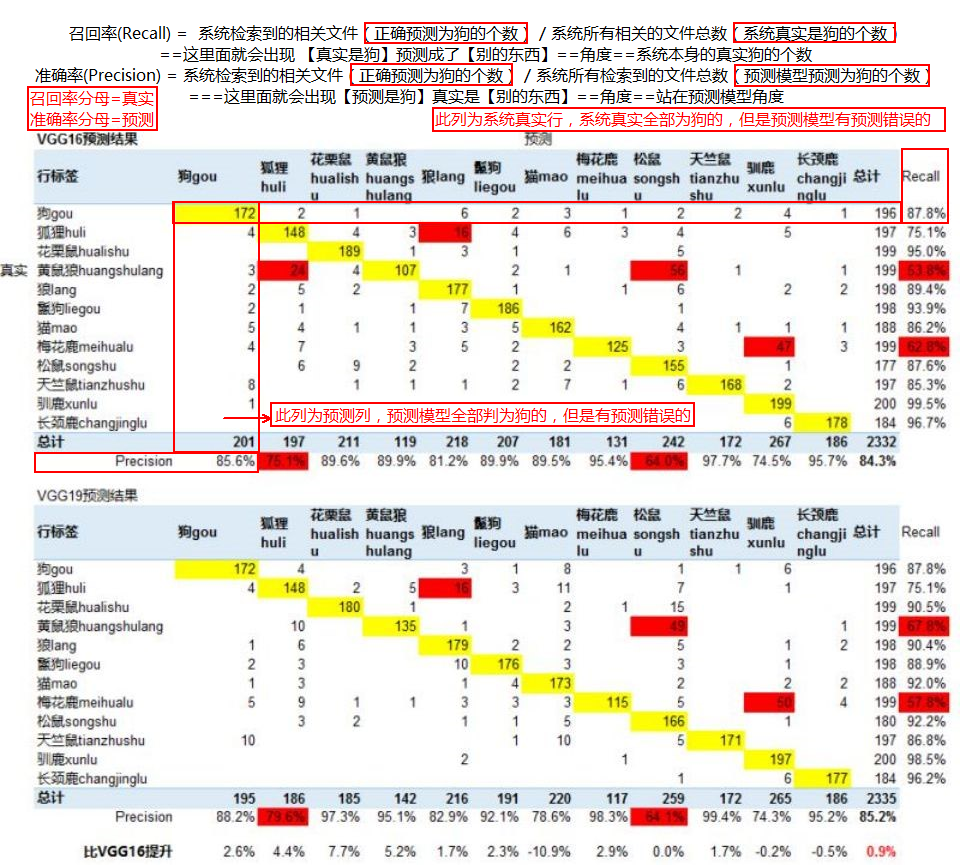 召回率(Recall) = 系统检索到的相关文件（正确预测为狗的个数） / 系统所有相关的文件总数（系统真实是狗的个数）
==这里面就会出现 【真实是狗】预测成了【别的东西】==角度==系统本身的真实狗的个数
准确率(Precision) = 系统检索到的相关文件（正确预测为狗的个数） / 系统所有检索到的文件总数（预测模型预测为狗的个数）
召回率分母=真实 ===这里面就会出现【预测是狗】真实是【别的东西】==角度==站在预测模型角度
准确率分母=预测 此列为系统真实行，系统真实全部为狗的，但是预测模型有预测错误的
VGG16预测结果 预测
行标签 狗gou 狐狸huli 花栗鼠hualishu 黄鼠狼huangshulang 狼lang 鬣狗liegou 猫mao 梅花鹿meihualu 松鼠songshu 天竺鼠tianzhushu 驯鹿xunlu 长颈鹿changjinglu 总计 Recall
狗gou 172 2 1 6 2 3 1 2 2 4 1 196 87.8%
狐狸huli 4 148 4 3 16 4 6 3 4 5 197 75.1%
花栗鼠hualishu 189 1 3 1 5 199 95.0%
真实 黄鼠狼huangshulang 3 24 4 107 2 1 56 1 1 199 53.8%
狼lang 2 5 2 177 1 1 6 2 2 198 89.4%
鬣狗liegou 2 1 1 7 186 1 198 93.9%
猫mao 5 4 1 1 3 5 162 4 1 1 1 188 86.2%
梅花鹿meihualu 4 7 3 5 2 125 3 47 3 199 62.8%
松鼠songshu 6 9 2 2 2 155 1 177 87.6%
天竺鼠tianzhushu 8 1 1 1 2 7 1 6 168 2 197 85.3%
驯鹿xunlu 1 199 200 99.5%
此列为预测列，预测模型全部判为狗的，但是有预测错误的
长颈鹿changjinglu 6 178 184 96.7%
总计 201 197 211 119 218 207 181 131 242 172 267 186 2332
Precision 85.6% 75.1% 89.6% 89.9% 81.2% 89.9% 89.5% 95.4% 64.0% 97.7% 74.5% 95.7% 84.3%
VGG19预测结果
行标签 狗gou 狐狸huli 花栗鼠hualishu 黄鼠狼huangshulang 狼lang 鬣狗liegou 猫mao 梅花鹿meihualu 松鼠songshu 天竺鼠tianzhushu 驯鹿xunlu 长颈鹿changjinglu 总计 Recall
狗gou 172 4 3 1 8 1 1 6 196 87.8%
狐狸huli 4 148 2 5 16 3 11 7 1 197 75.1%
花栗鼠hualishu 180 1 2 1 15 199 90.5%
黄鼠狼huangshulang 10 135 1 3 49 1 199 67.8%
狼lang 1 6 179 2 2 5 1 2 198 90.4%
鬣狗liegou 2 3 10 176 3 3 1 198 88.9%
猫mao 1 3 1 4 173 2 2 2 188 92.0%
梅花鹿meihualu 5 9 1 1 3 3 3 115 5 50 4 199 57.8%
松鼠songshu 3 2 1 1 5 166 1 180 92.2%
天竺鼠tianzhushu 10 1 10 5 171 197 86.8%
驯鹿xunlu 2 1 197 200 98.5%
长颈鹿changjinglu 1 6 177 184 96.2%
总计 195 186 185 142 216 191 220 117 259 172 265 186 2335
Precision 88.2% 79.6% 97.3% 95.1% 82.9% 92.1% 78.6% 98.3% 64.1% 99.4% 74.3% 95.2% 85.2%
比VGG16提升 2.6% 4.4% 7.7% 5.2% 1.7% 2.3% -10.9% 2.9% 0.0% 1.7% -0.2% -0.5% 0.9%